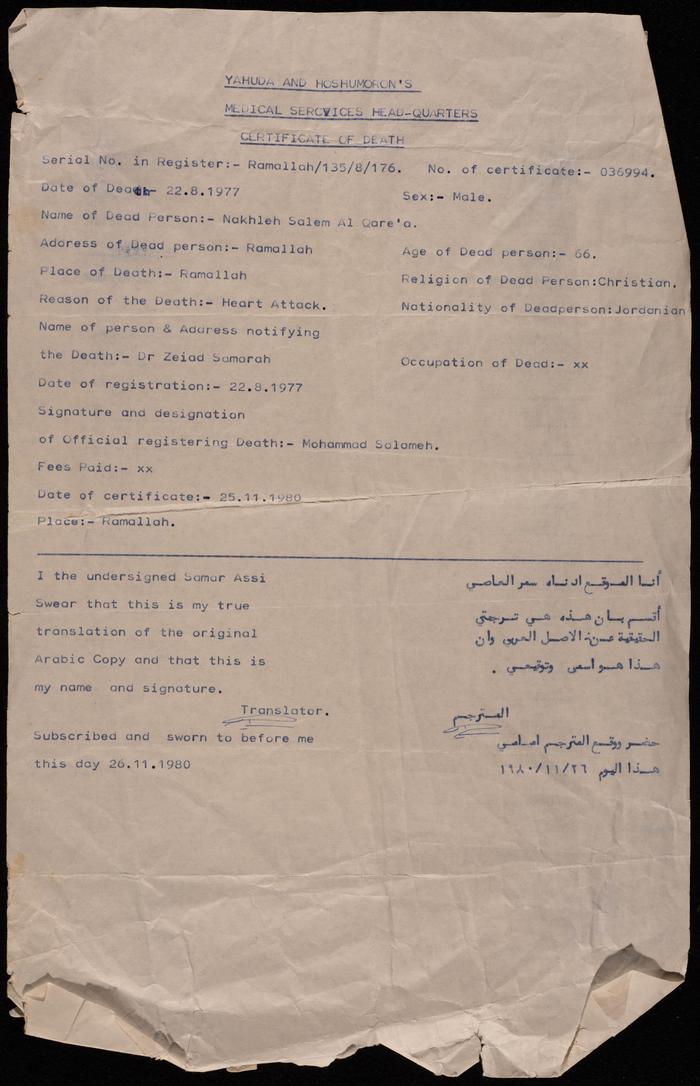 YAHUDA AND HOSHUMORON'S
MEDICAL SERCVICES HEAD-QUARTERS
CERTIFICATE OF DEATH
Serial No. in Register:- Ramallah/135/8/176. No. of certificate:- 036994.
Date of Death- 22.8.1977 Sex:- Male.
Name of Dead Person:- Nakhleh Salem Al Qare'a.
Address of Dead person:- Ramallah Age of Dead person:- 66.
Place of Death:- Ramallah Religion of Dead Person:Christian.
Reason of the Death:- Heart Attack. Nationality of Deadperson:Jordanian
Name of person & Address notifying
the Death:- Dr Zeiad Samarah Occupation of Dead:- xx
Date of registration:- 22.8.1977
Signature and designation
of Official registering Death:- Mohammad Salameh.
Fees Paid:- xx
Date of certificate:- 25.11.1980
Place:- Ramallah.
I the undersigned Samar Assi أنا الموقع ادناه سمر العاصي
Swear that this is my true أقسم بان هذه هي ترجمتي
translation of the original الحقيقية عن الاصل العربي وان
Arabic Copy and that this is هذا هو اسمي وتوقيعي .
my name and signature.
Translator. المترجم
Subscribed and sworn to before me حضر ووقع المترجم امامي
this day 26.11.1980 هذا اليوم ١٩٨٠/١١/٢٦